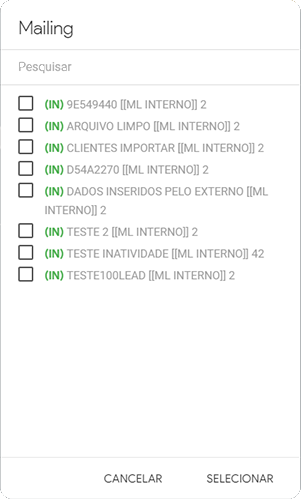 Mailing
Pesquisar
(IN) 9E549440 [[ML INTERNO]] 2
(IN) ARQUIVO LIMPO [[ML INTERNO]] 2
(IN) CLIENTES IMPORTAR [[ML INTERNO]] 2
(IN) D54A2270 [[ML INTERNO]] 2
(IN) DADOS INSERIDOS PELO EXTERNO [[ML
INTERNO]] 2
(IN) TESTE 2 [[ML INTERNO]] 2
(IN) TESTE INATIVIDADE [[ML INTERNO]] 42
(IN) TESTE100LEAD [[ML INTERNO]] 2
CANCELAR SELECIONAR